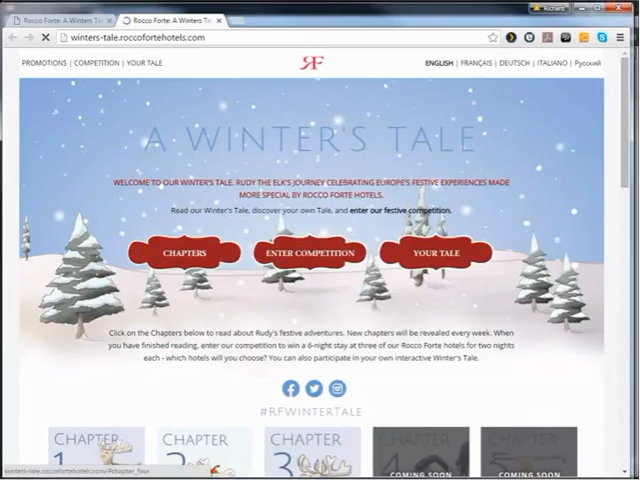 Richard
Rocco Forte: A Winters Ta
Rocco Forte: A Winters Ta
winters-tale.roccofortehotels.com
PROMOTIONS | COMPETITION | YOUR TALE
RF
ENGLISH | FRANÇAIS | DEUTSCH | ITALIANO | Русский
A WINTER'S TALE
WELCOME TO OUR WINTER'S TALE. RUDY THE ELK'S JOURNEY CELEBRATING EUROPE'S FESTIVE EXPERIENCES MADE
MORE SPECIAL BY ROCCO FORTE HOTELS.
Read our Winter's Tale, discover your own Tale, and enter our festive competition.
CHAPTERS
ENTER COMPETITION
YOUR TALE
Click on the Chapters below to read about Rudy's festive adventures. New chapters will be revealed every week. When
you have finished reading, enter our competition to win a 6-night stay at three of our Rocco Forte hotels for two nights
each - which hotels will you choose? You can also participate in your own interactive Winter's Tale.
#RFWINTERTALE
CHAPTER 1
CHAPTER 2
CHAPTER 3
CHAPTER 4
COMING SOON
CHAPTER
COMING SOON
winters-tale.roccofortehotels.com/#chapter_four